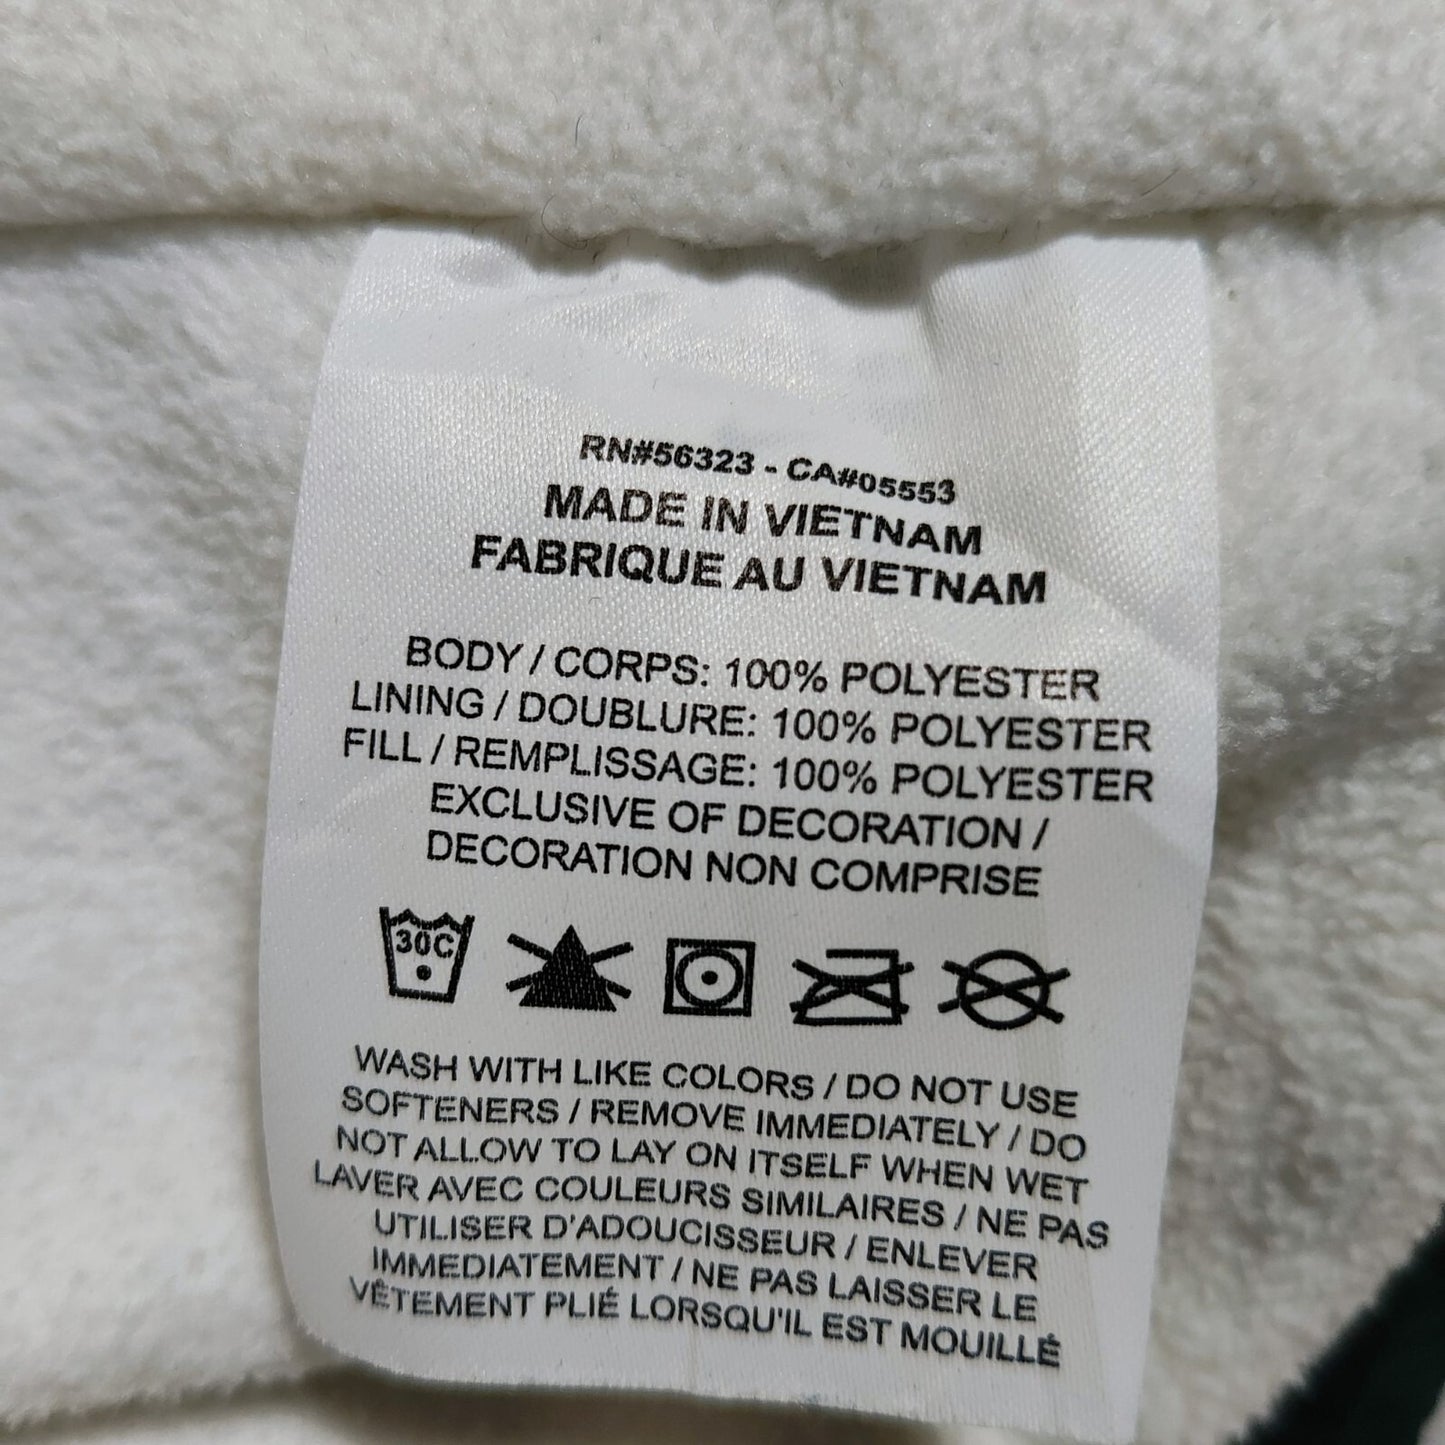 RN#56323 - CA#05553
MADE IN VIETNAM
FABRIQUE AU VIETNAM
BODY / CORPS: 100% POLYESTER
LINING / DOUBLURE: 100% POLYESTER
FILL / REMPLISSAGE: 100% POLYESTER
EXCLUSIVE OF DECORATION /
DECORATION NON COMPRISE
30C
WASH WITH LIKE COLORS / DO NOT USE
SOFTENERS / REMOVE IMMEDIATELY / DO
NOT ALLOW TO LAY ON ITSELF WHEN WET
LAVER AVEC COULEURS SIMILAIRES / NE PAS
UTILISER D'ADOUCISSEUR / ENLEVER
IMMEDIATEMENT / NE PAS LAISSER LE
VÊTEMENT PLIÉ LORSQU'IL EST MOUILLÉ